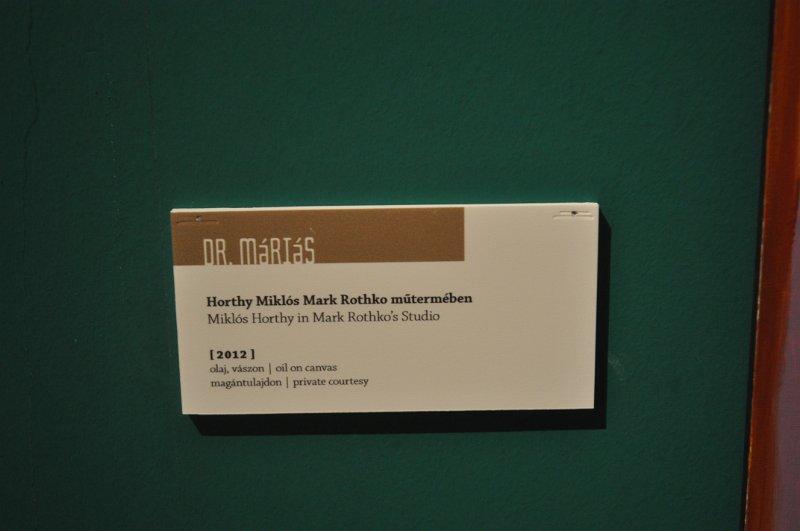 DR. MáRIáS
Horthy Miklós Mark Rothko műtermében
Miklós Horthy in Mark Rothko's Studio
[ 2012 ]
olaj, vászon | oil on canvas
magántulajdon | private courtesy